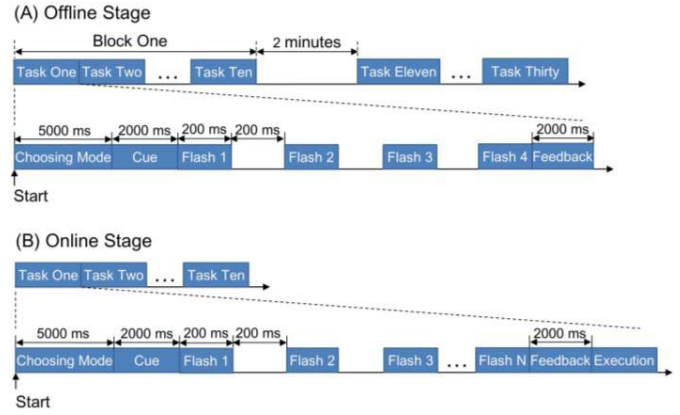 (A) Offline Stage
Block One
2 minutes
Task One Task Two ... Task Ten Task Eleven ... Task Thirty
5000 ms 2000 ms 200 ms 200 ms 2000 ms
Choosing Mode Cue Flash 1 Flash 2 Flash 3 Flash 4 Feedback
Start
(B) Online Stage
Task One Task Two ... Task Ten
5000 ms 2000 ms 200 ms 200 ms 2000 ms
Choosing Mode Cue Flash 1 Flash 2 Flash 3 ... Flash N Feedback Execution
Start